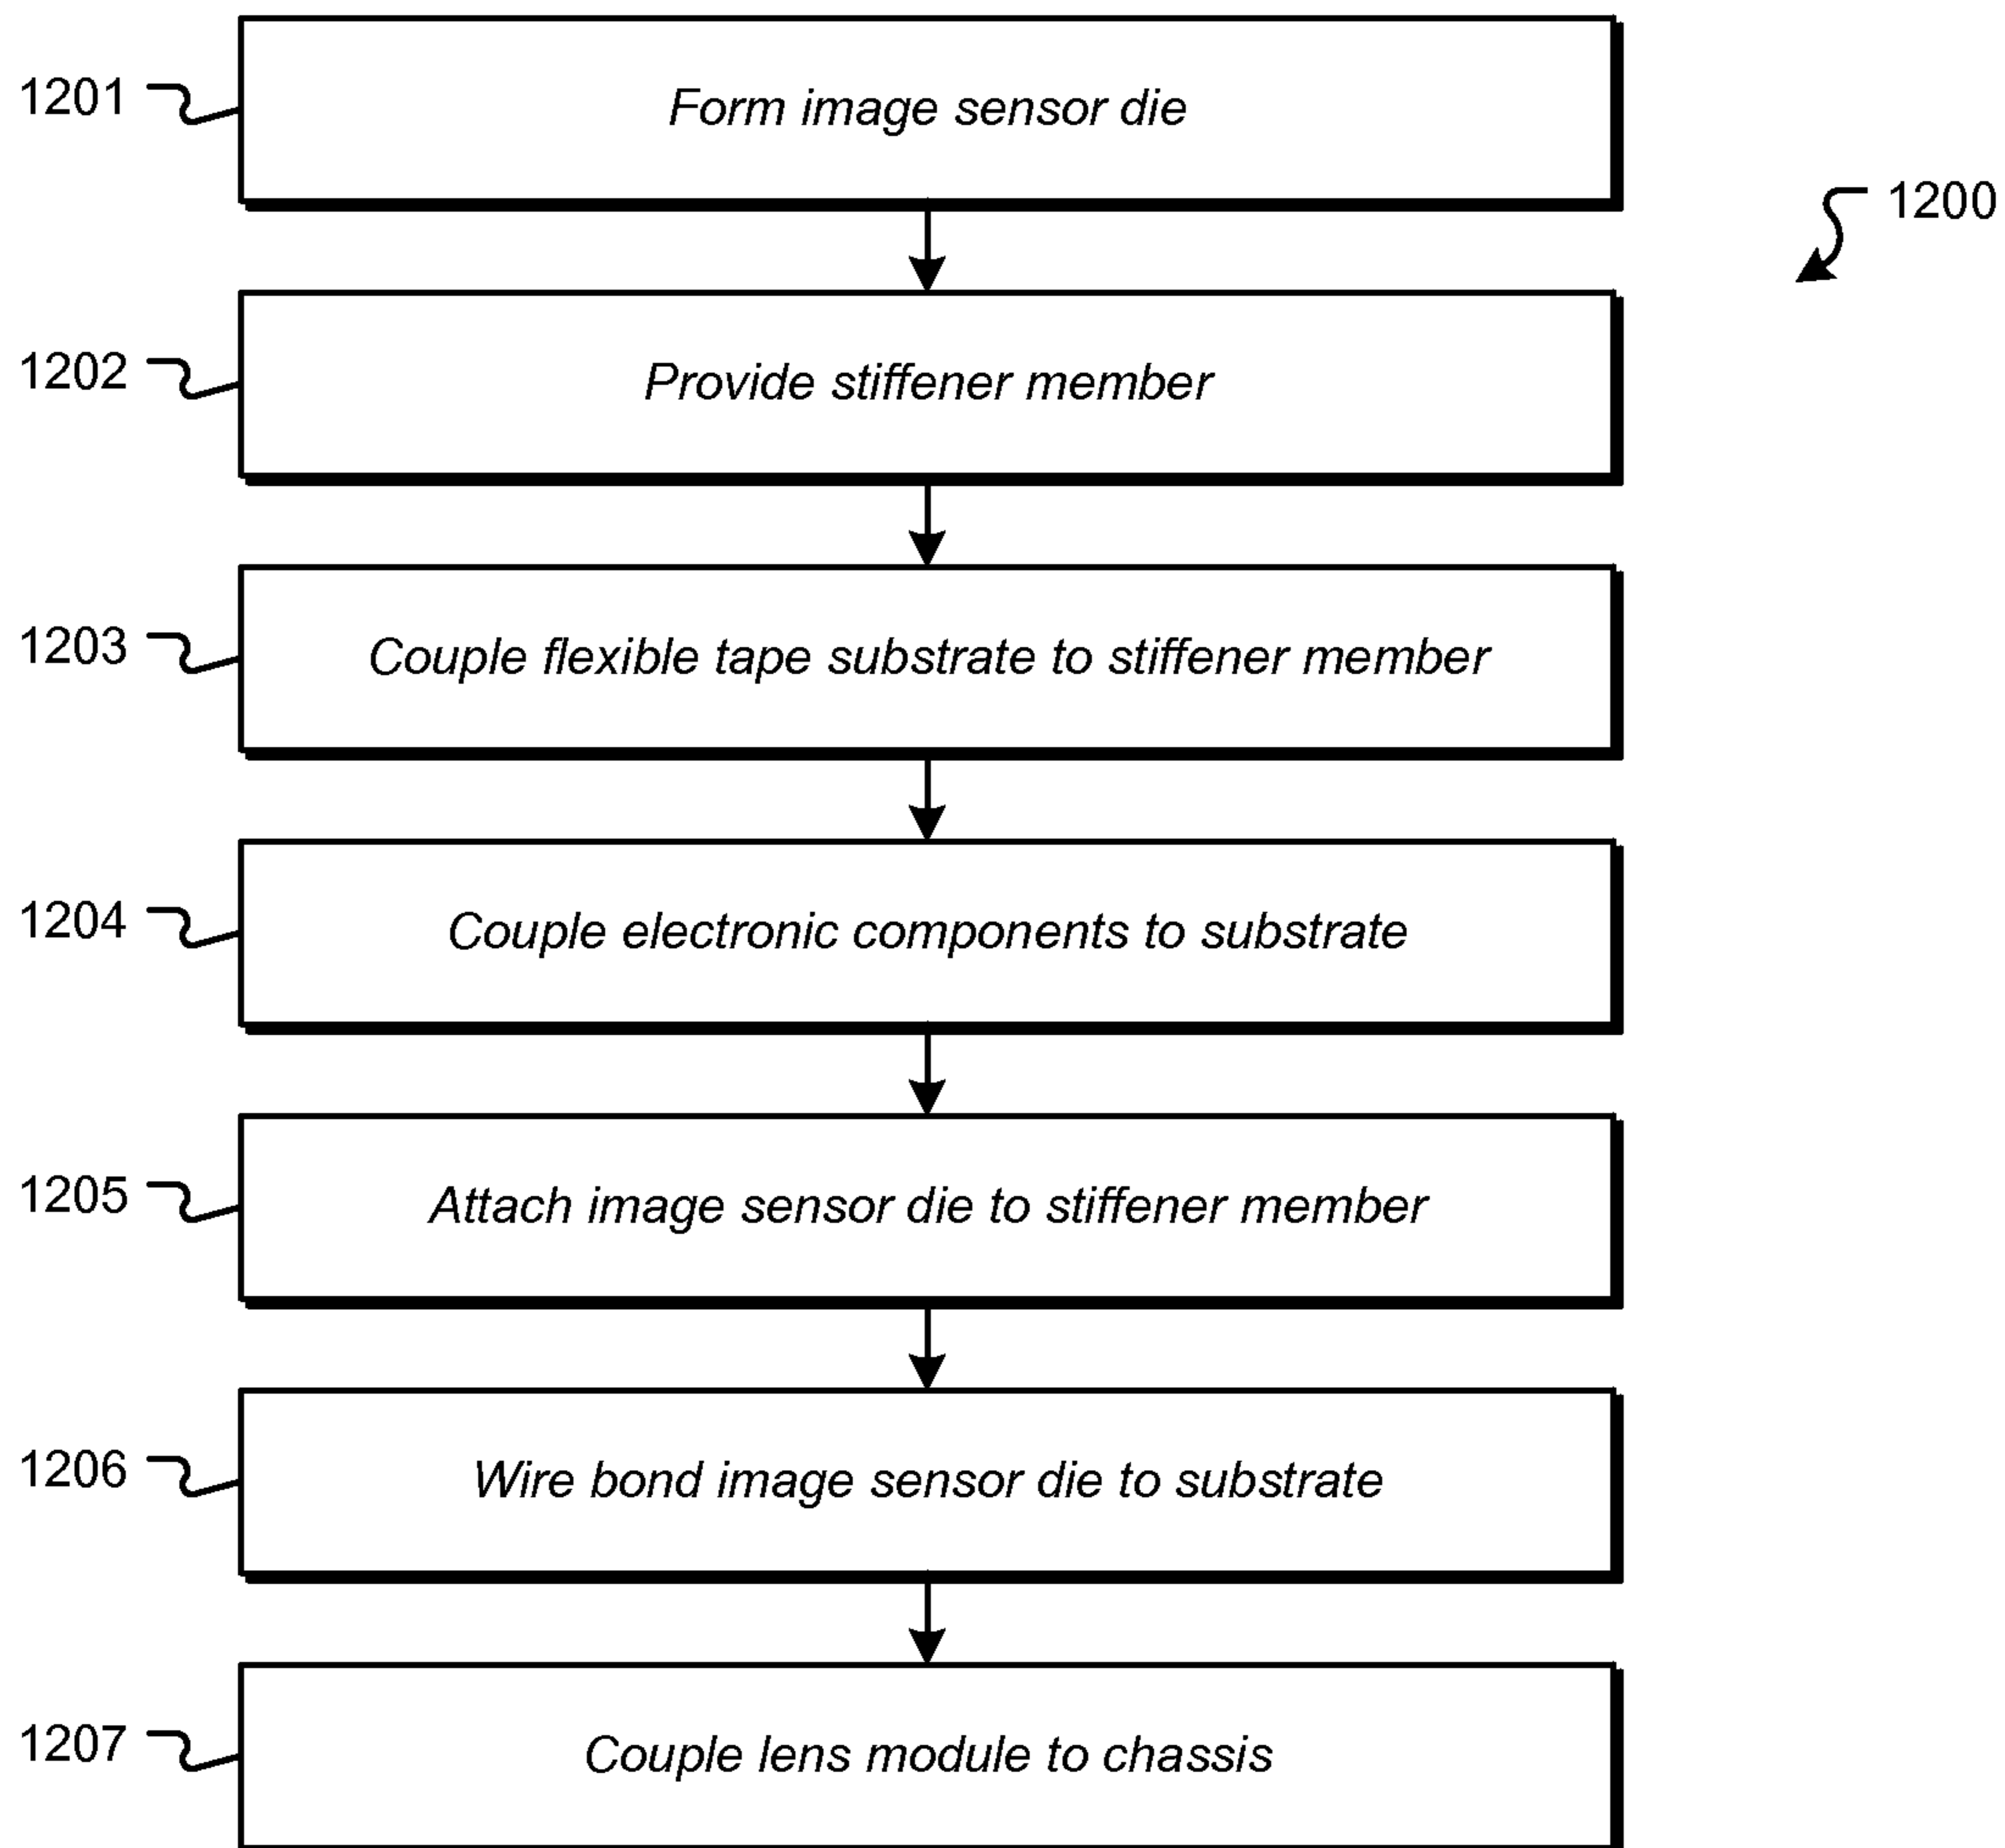 1201
Form image sensor die
1200
1202
Provide stiffener member
1203
Couple flexible tape substrate to stiffener member
1204
Couple electronic components to substrate
1205
Attach image sensor die to stiffener member
1206
Wire bond image sensor die to substrate
1207
Couple lens module to chassis